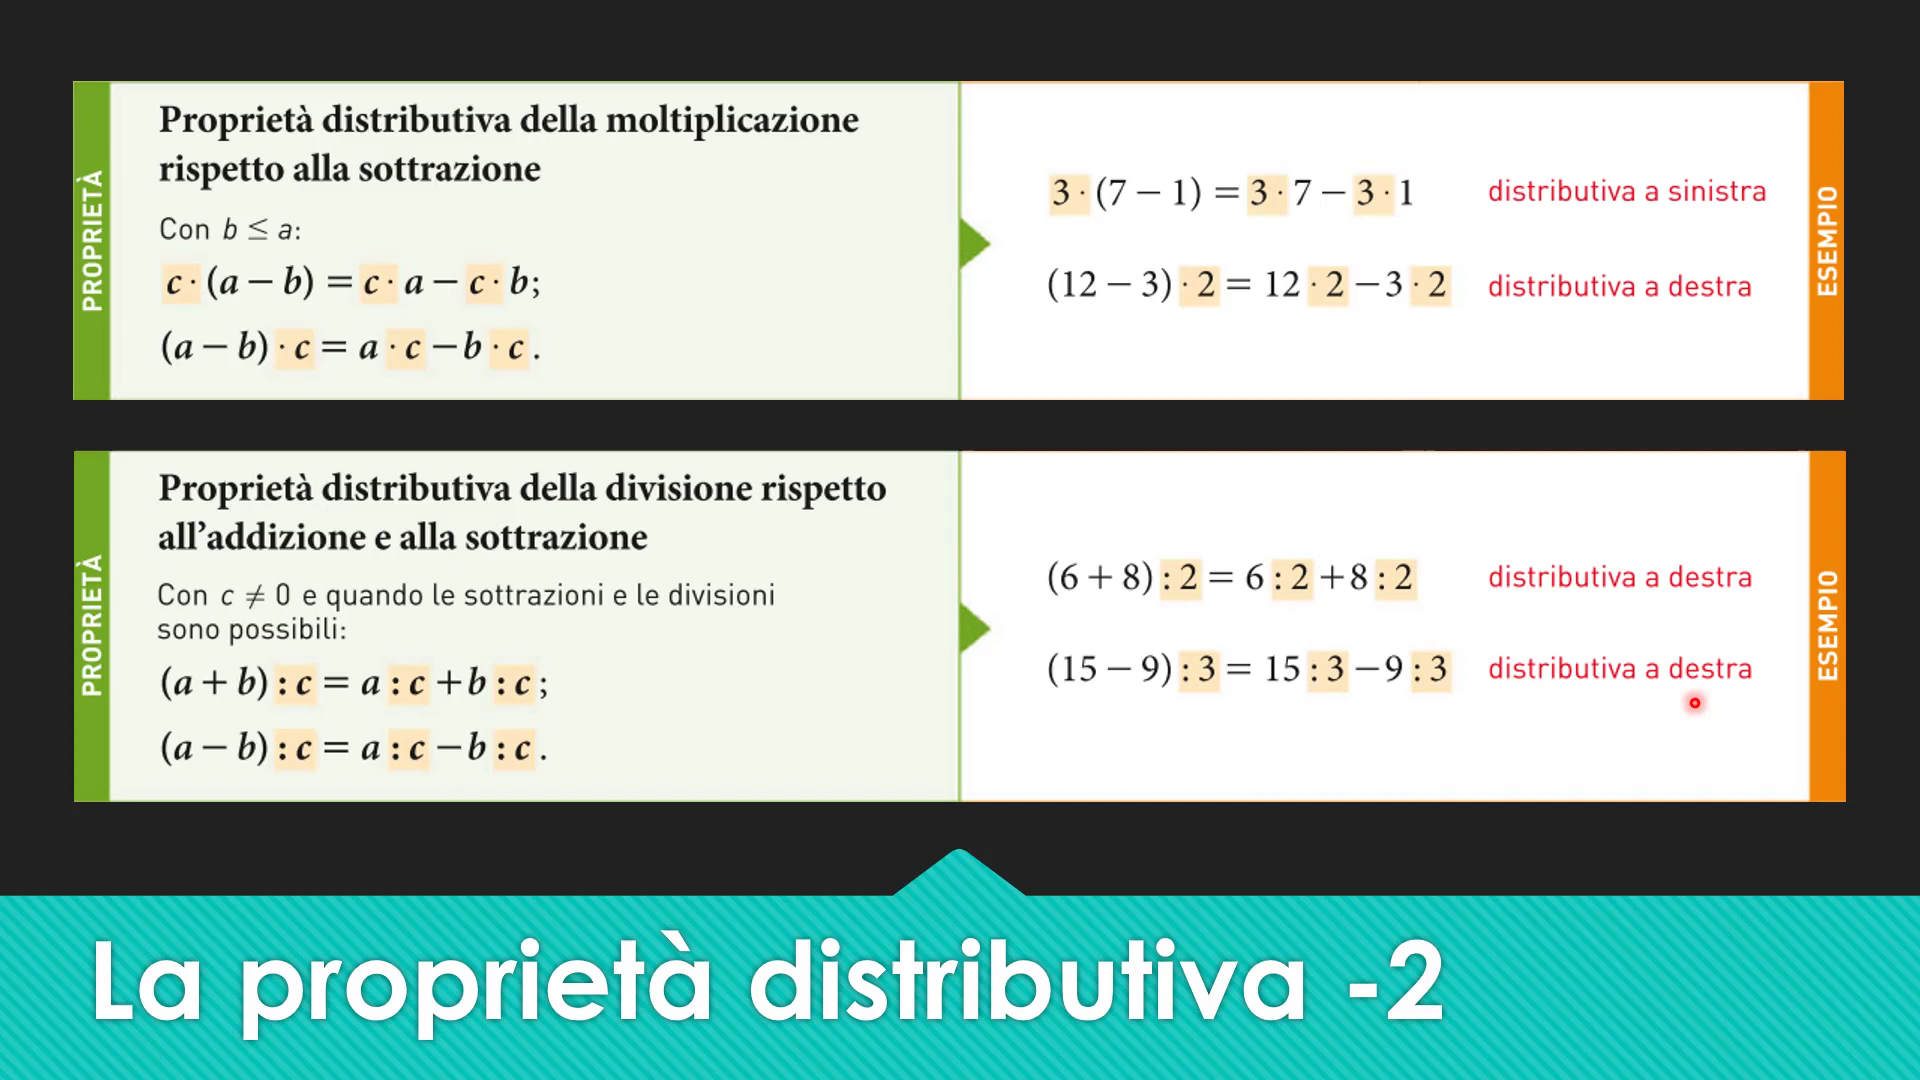 PROPRIETÀ
Proprietà distributiva della moltiplicazione
rispetto alla sottrazione
Con b ≤ a:
c · (a − b) = c · a − c · b;
(a − b) · c = a · c − b · c.
3 · (7 − 1) = 3 · 7 − 3 · 1 distributiva a sinistra
(12 − 3) · 2 = 12 · 2 − 3 · 2 distributiva a destra
ESEMPIO
PROPRIETÀ
Proprietà distributiva della divisione rispetto
all’addizione e alla sottrazione
Con c ≠ 0 e quando le sottrazioni e le divisioni
sono possibili:
(a + b) : c = a : c + b : c;
(a − b) : c = a : c − b : c.
(6 + 8) : 2 = 6 : 2 + 8 : 2 distributiva a destra
(15 − 9) : 3 = 15 : 3 − 9 : 3 distributiva a destra
ESEMPIO
La proprietà distributiva -2